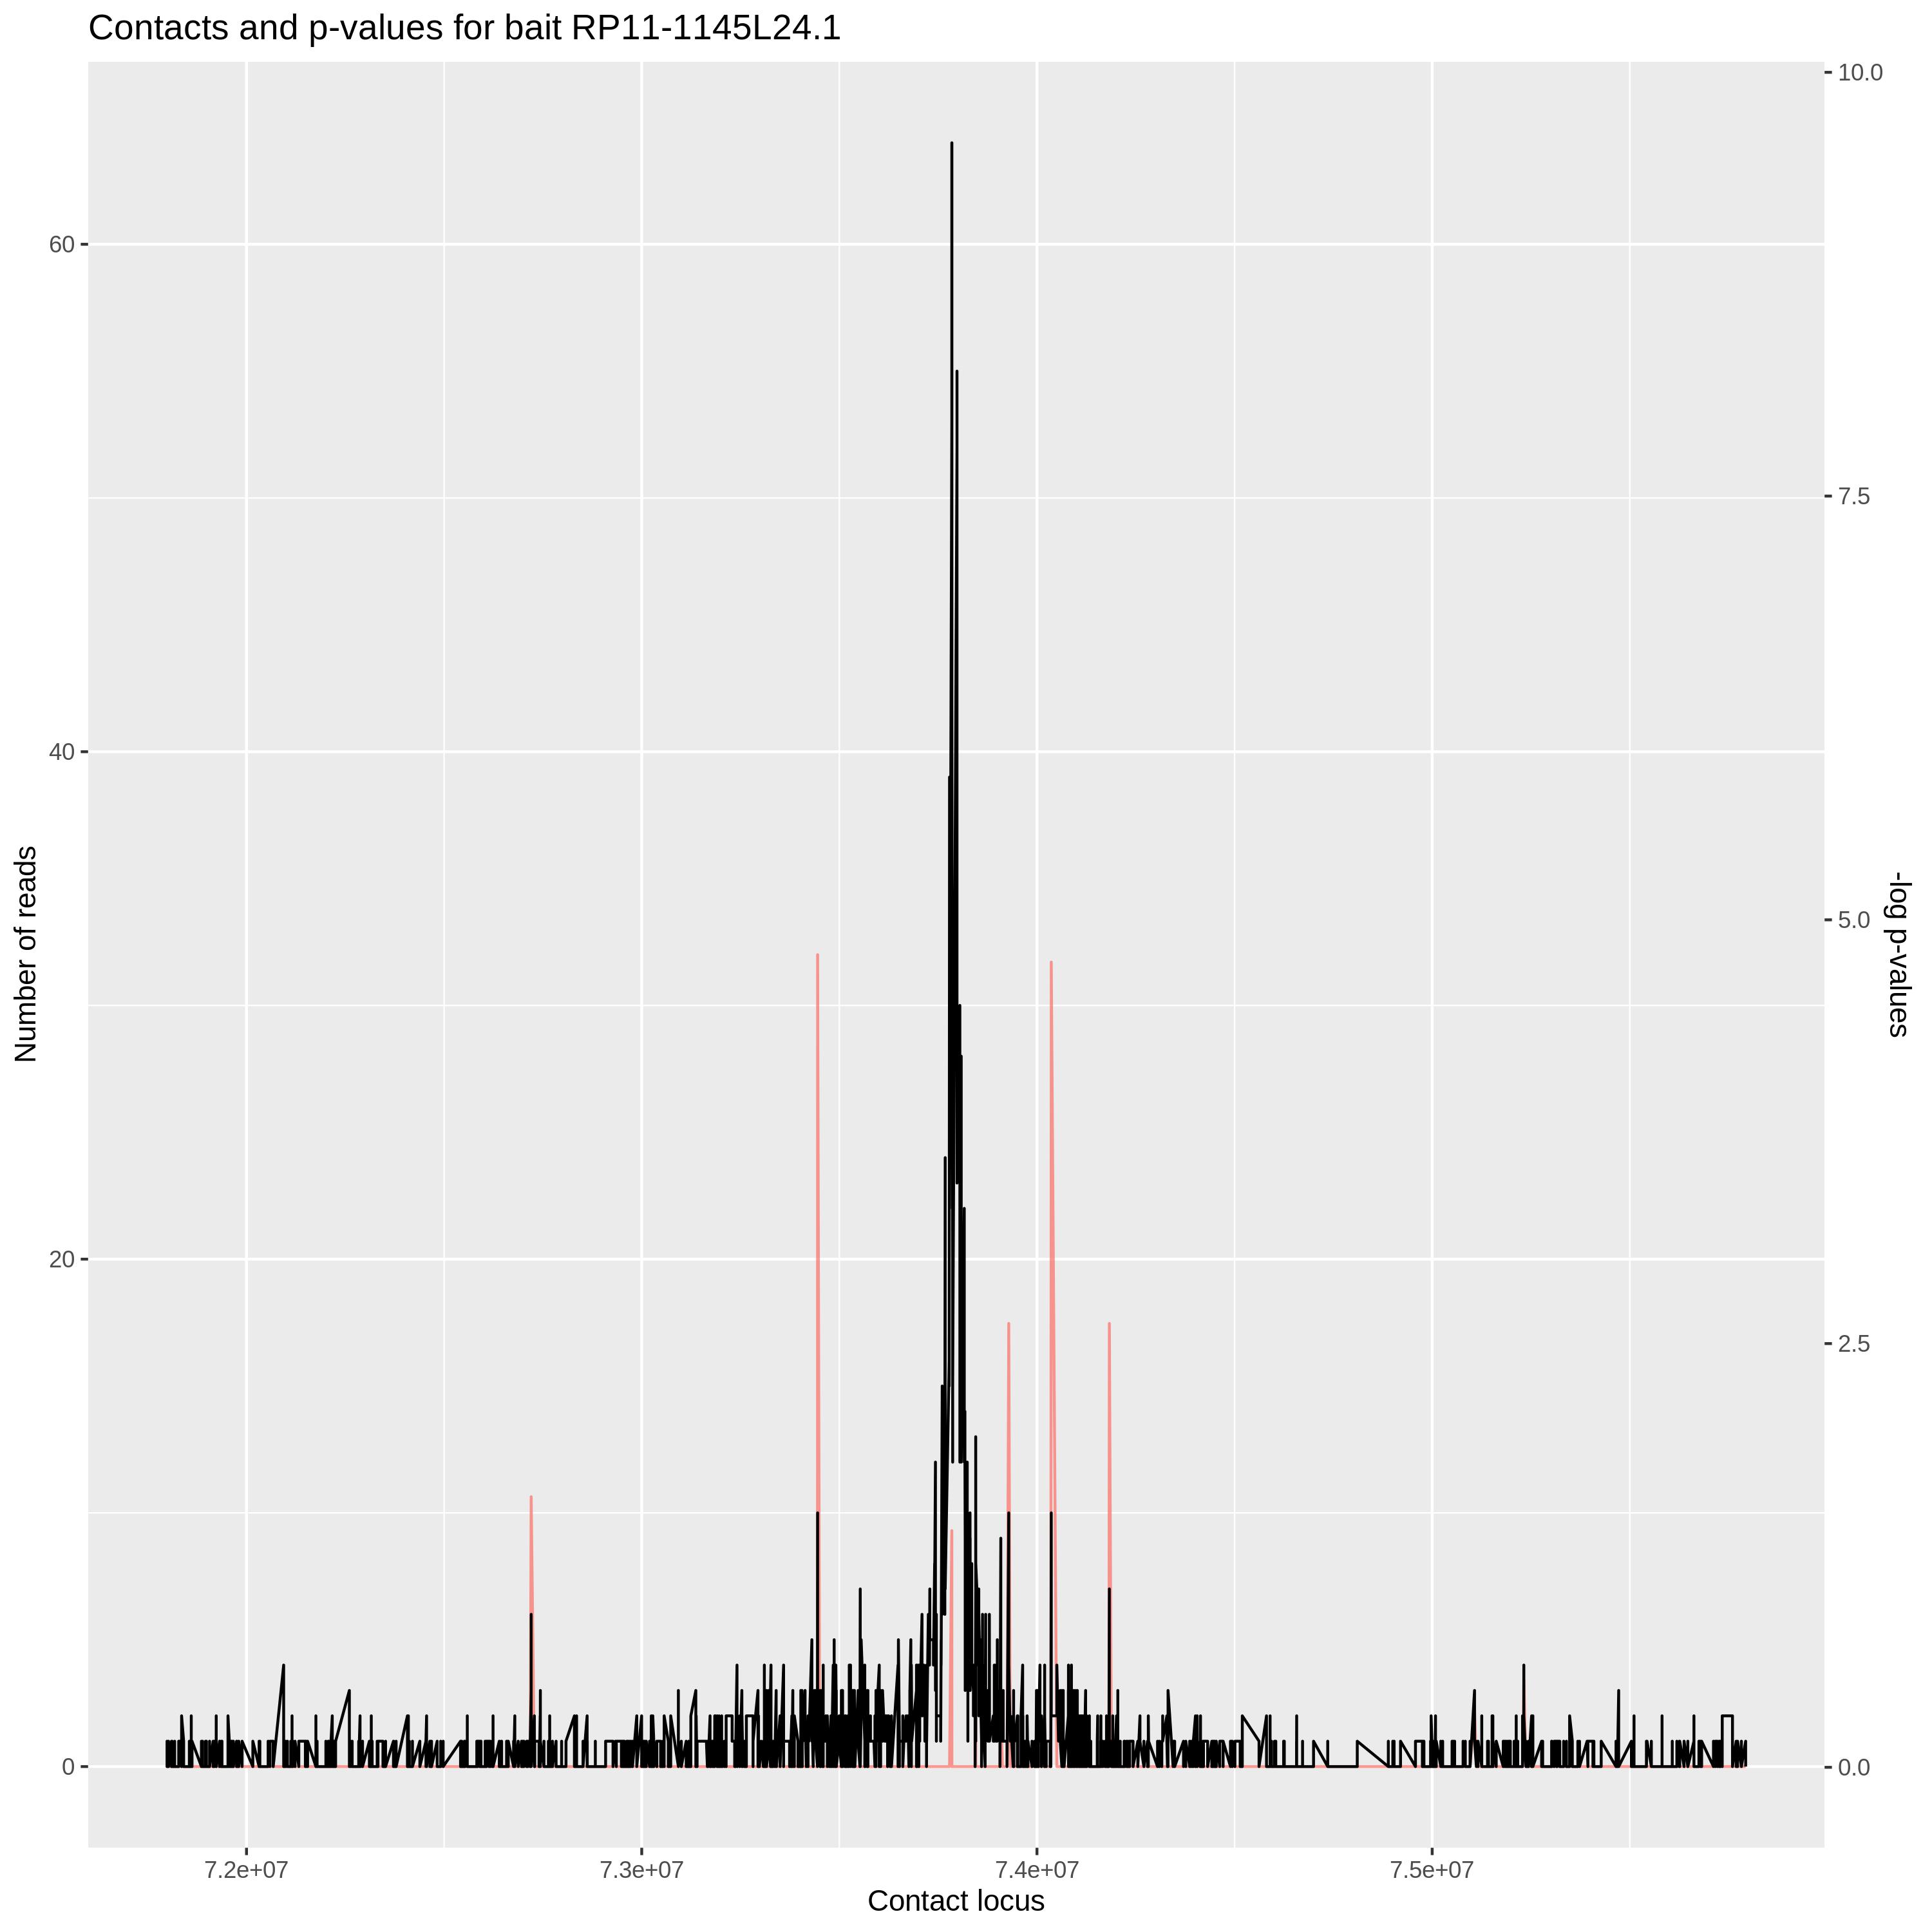 Contacts and p-values for bait RP11-1145L24.1
10.0
60
7.5
40
5.0
Number of reads
-log p-values
20
2.5
0
0.0
7.2e+07 7.3e+07 7.4e+07 7.5e+07
Contact locus